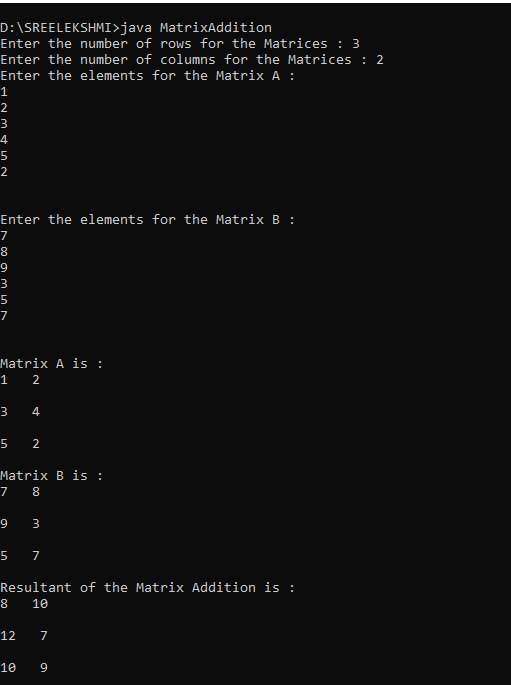 D:\SREELEKSHMI>java MatrixAddition
Enter the number of rows for the Matrices : 3
Enter the number of columns for the Matrices : 2
Enter the elements for the Matrix A :
1
2
3
4
5
2
Enter the elements for the Matrix B :
7
8
9
3
5
7
Matrix A is :
1   2
3   4
5   2
Matrix B is :
7   8
9   3
5   7
Resultant of the Matrix Addition is :
8   10
12   7
10   9